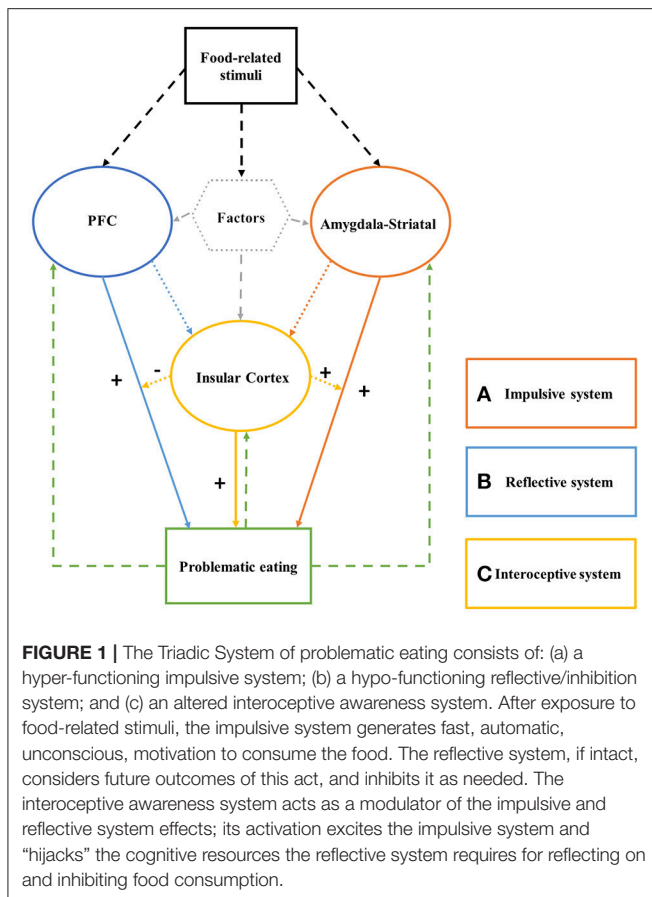 Food-related
stimuli
PFC
Factors
Amygdala-Striatal
Insular Cortex
+
-
+
+
+
A Impulsive system
B Reflective system
C Interoceptive system
Problematic eating
FIGURE 1 | The Triadic System of problematic eating consists of: (a) a
hyper-functioning impulsive system; (b) a hypo-functioning reflective/inhibition
system; and (c) an altered interoceptive awareness system. After exposure to
food-related stimuli, the impulsive system generates fast, automatic,
unconscious, motivation to consume the food. The reflective system, if intact,
considers future outcomes of this act, and inhibits it as needed. The
interoceptive awareness system acts as a modulator of the impulsive and
reflective system effects; its activation excites the impulsive system and
“hijacks” the cognitive resources the reflective system requires for reflecting on
and inhibiting food consumption.